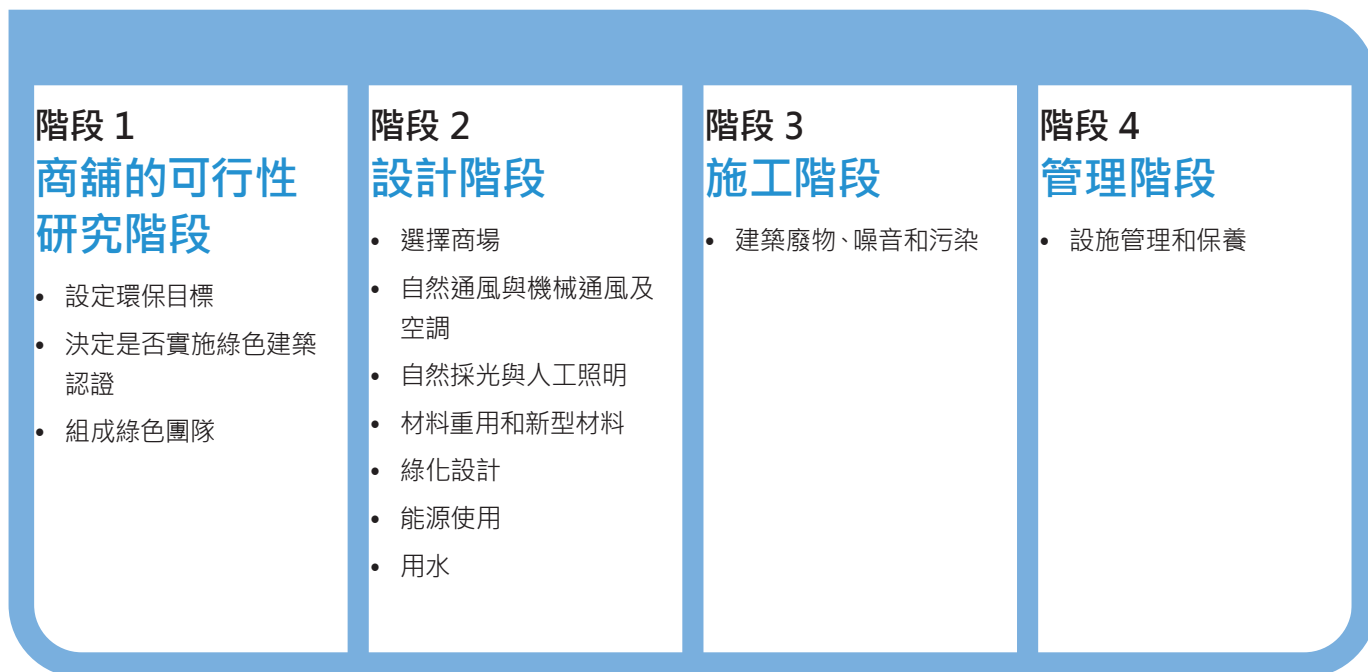 階段 1
商舖的可行性
研究階段
• 設定環保目標
• 決定是否實施綠色建築
認證
• 組成綠色團隊
階段 2
設計階段
• 選擇商場
• 自然通風與機械通風及
空調
• 自然採光與人工照明
• 材料重用和新型材料
• 綠化設計
• 能源使用
• 用水
階段 3
施工階段
• 建築廢物、噪音和污染
階段 4
管理階段
• 設施管理和保養